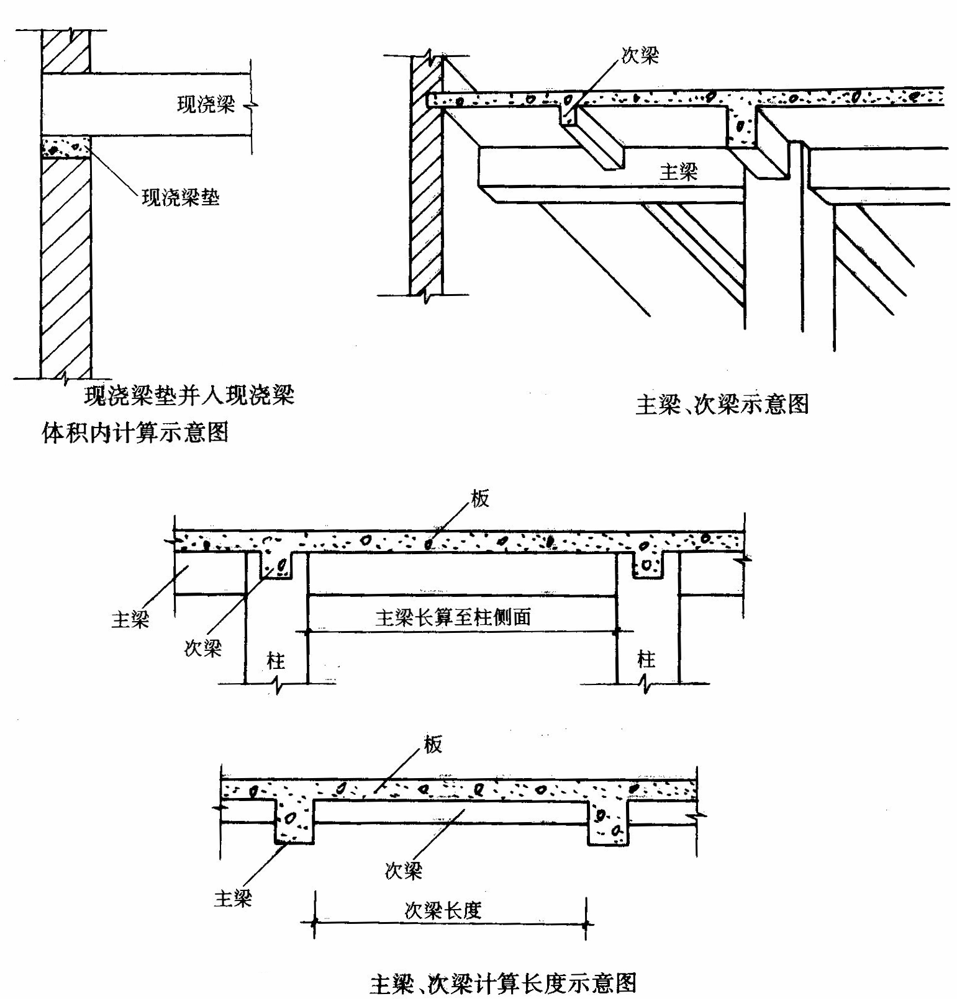 现浇梁
现浇梁垫
现浇梁垫并入现浇梁
体积内计算示意图
次梁
主梁
主梁、次梁示意图
板
主梁
次梁
主梁长算至柱侧面
柱
柱
板
次梁
主梁
次梁长度
主梁、次梁计算长度示意图